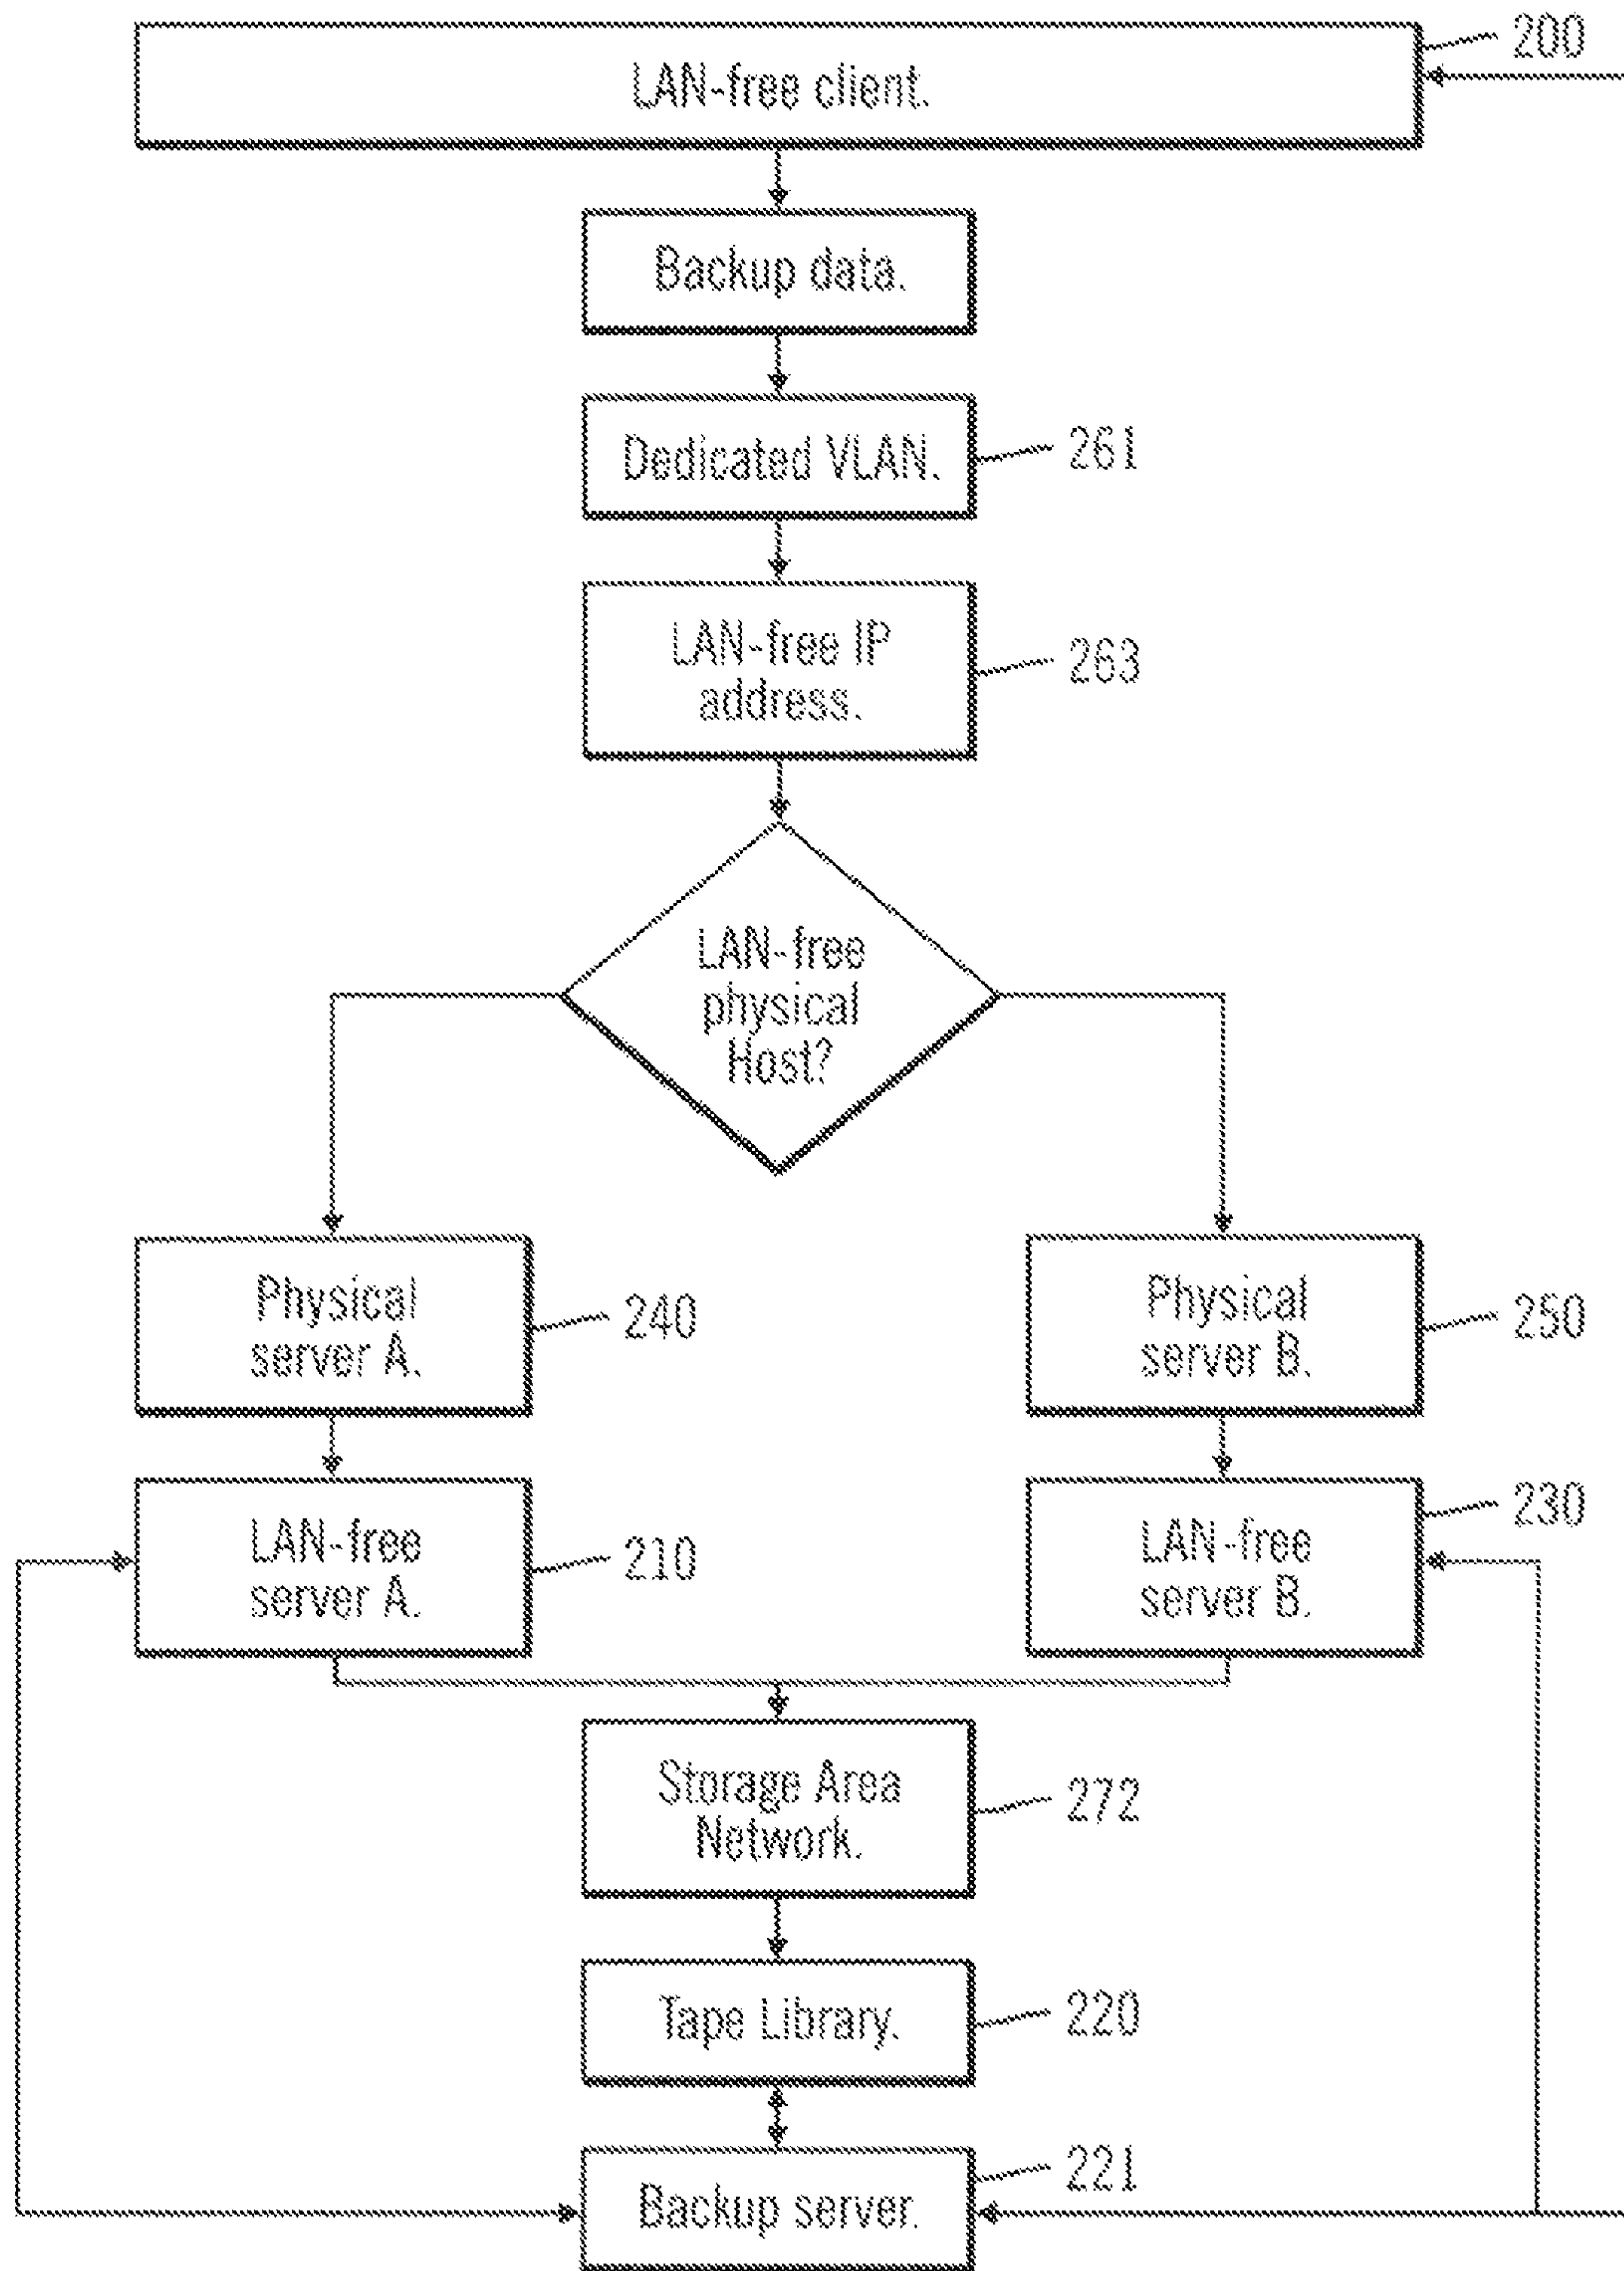 200
LAN-free client.
Backup data.
Dedicated VLAN.
261
LAN-free IP
address.
263
LAN-free
physical
Host?
Physical
server A.
240
Physical
server B.
250
LAN-free
server A.
210
LAN-free
server B.
230
Storage Area
Network.
272
Tape Library.
220
Backup server.
221